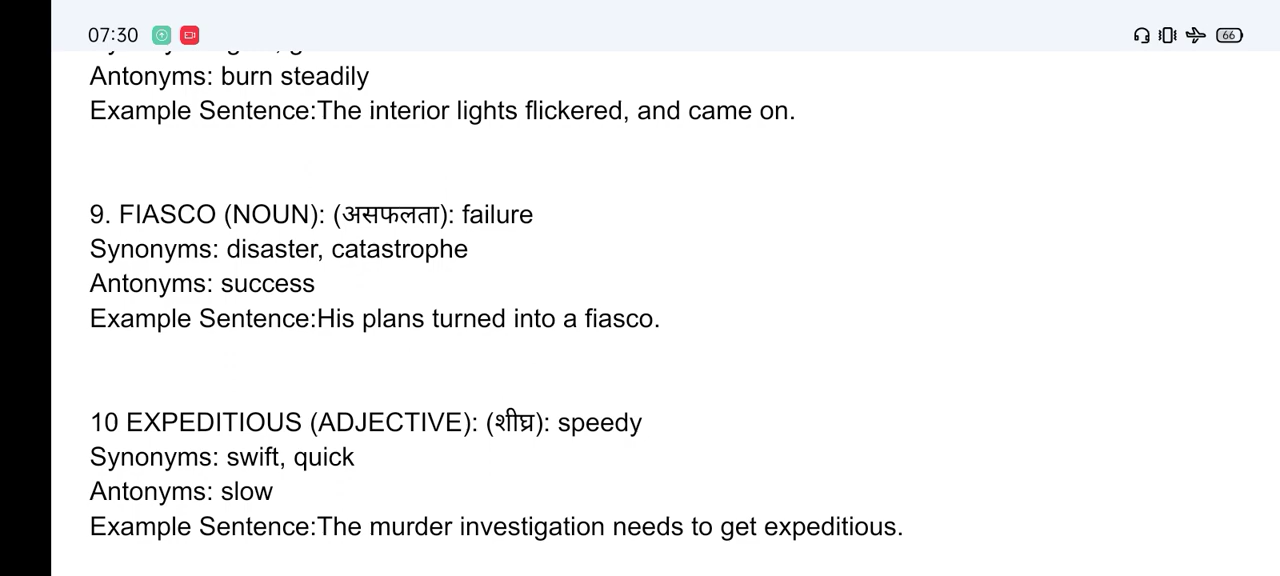 07:30
66
Antonyms: burn steadily
Example Sentence:The interior lights flickered, and came on.
9. FIASCO (NOUN): (असफलता): failure
Synonyms: disaster, catastrophe
Antonyms: success
Example Sentence:His plans turned into a fiasco.
10 EXPEDITIOUS (ADJECTIVE): (शीघ्र): speedy
Synonyms: swift, quick
Antonyms: slow
Example Sentence:The murder investigation needs to get expeditious.